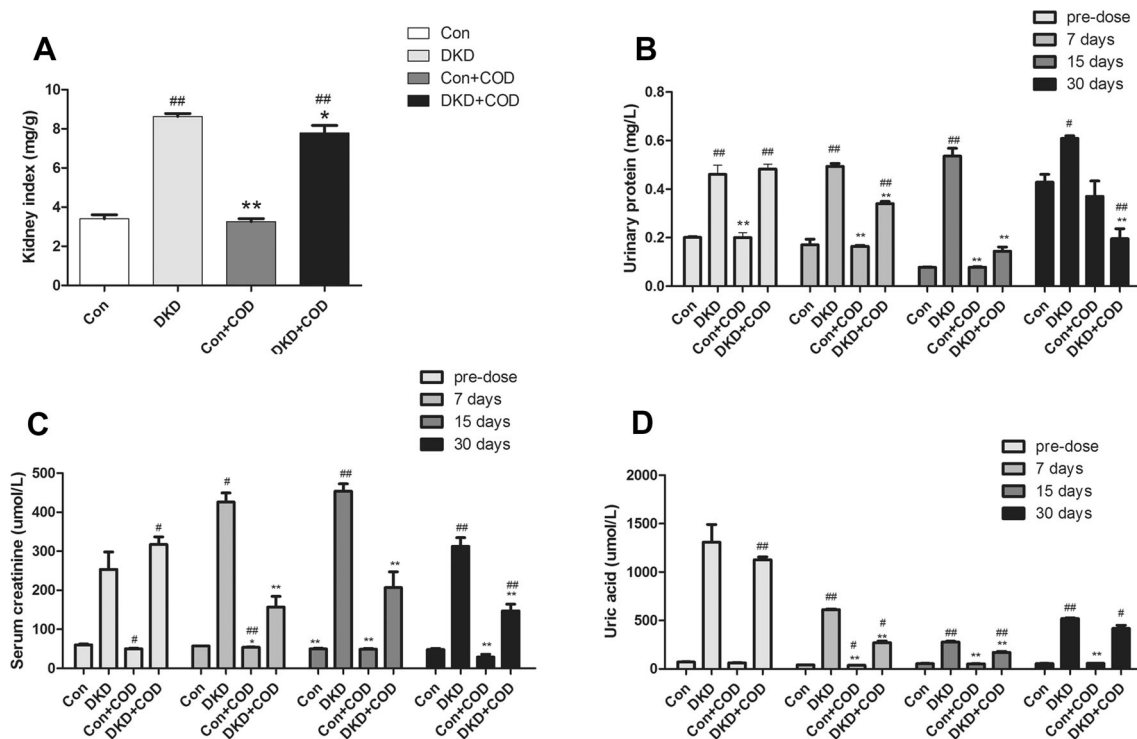 A
Con
DKD
Con+COD
DKD+COD
Kidney index (mg/g)
10
8
6
4
2
0
##
**
##
*
Con
DKD
Con+COD
DKD+COD
B
pre-dose
7 days
15 days
30 days
Urinary protein (mg/L)
0.8
0.6
0.4
0.2
0.0
##
**
##
##
**
##
**
##
**
**
#
##
**
Con
DKD
Con+COD
DKD+COD
Con
DKD
Con+COD
DKD+COD
Con
DKD
Con+COD
DKD+COD
Con
DKD
Con+COD
DKD+COD
C
pre-dose
7 days
15 days
30 days
Serum creatinine (umol/L)
500
400
300
200
100
0
#
#
#
##
*
**
**
##
**
**
##
**
##
**
Con
DKD
Con+COD
DKD+COD
Con
DKD
Con+COD
DKD+COD
Con
DKD
Con+COD
DKD+COD
Con
DKD
Con+COD
DKD+COD
D
pre-dose
7 days
15 days
30 days
Uric acid (umol/L)
2000
1500
1000
500
0
##
##
#
**
#
**
##
**
##
**
##
**
#
Con
DKD
Con+COD
DKD+COD
Con
DKD
Con+COD
DKD+COD
Con
DKD
Con+COD
DKD+COD
Con
DKD
Con+COD
DKD+COD